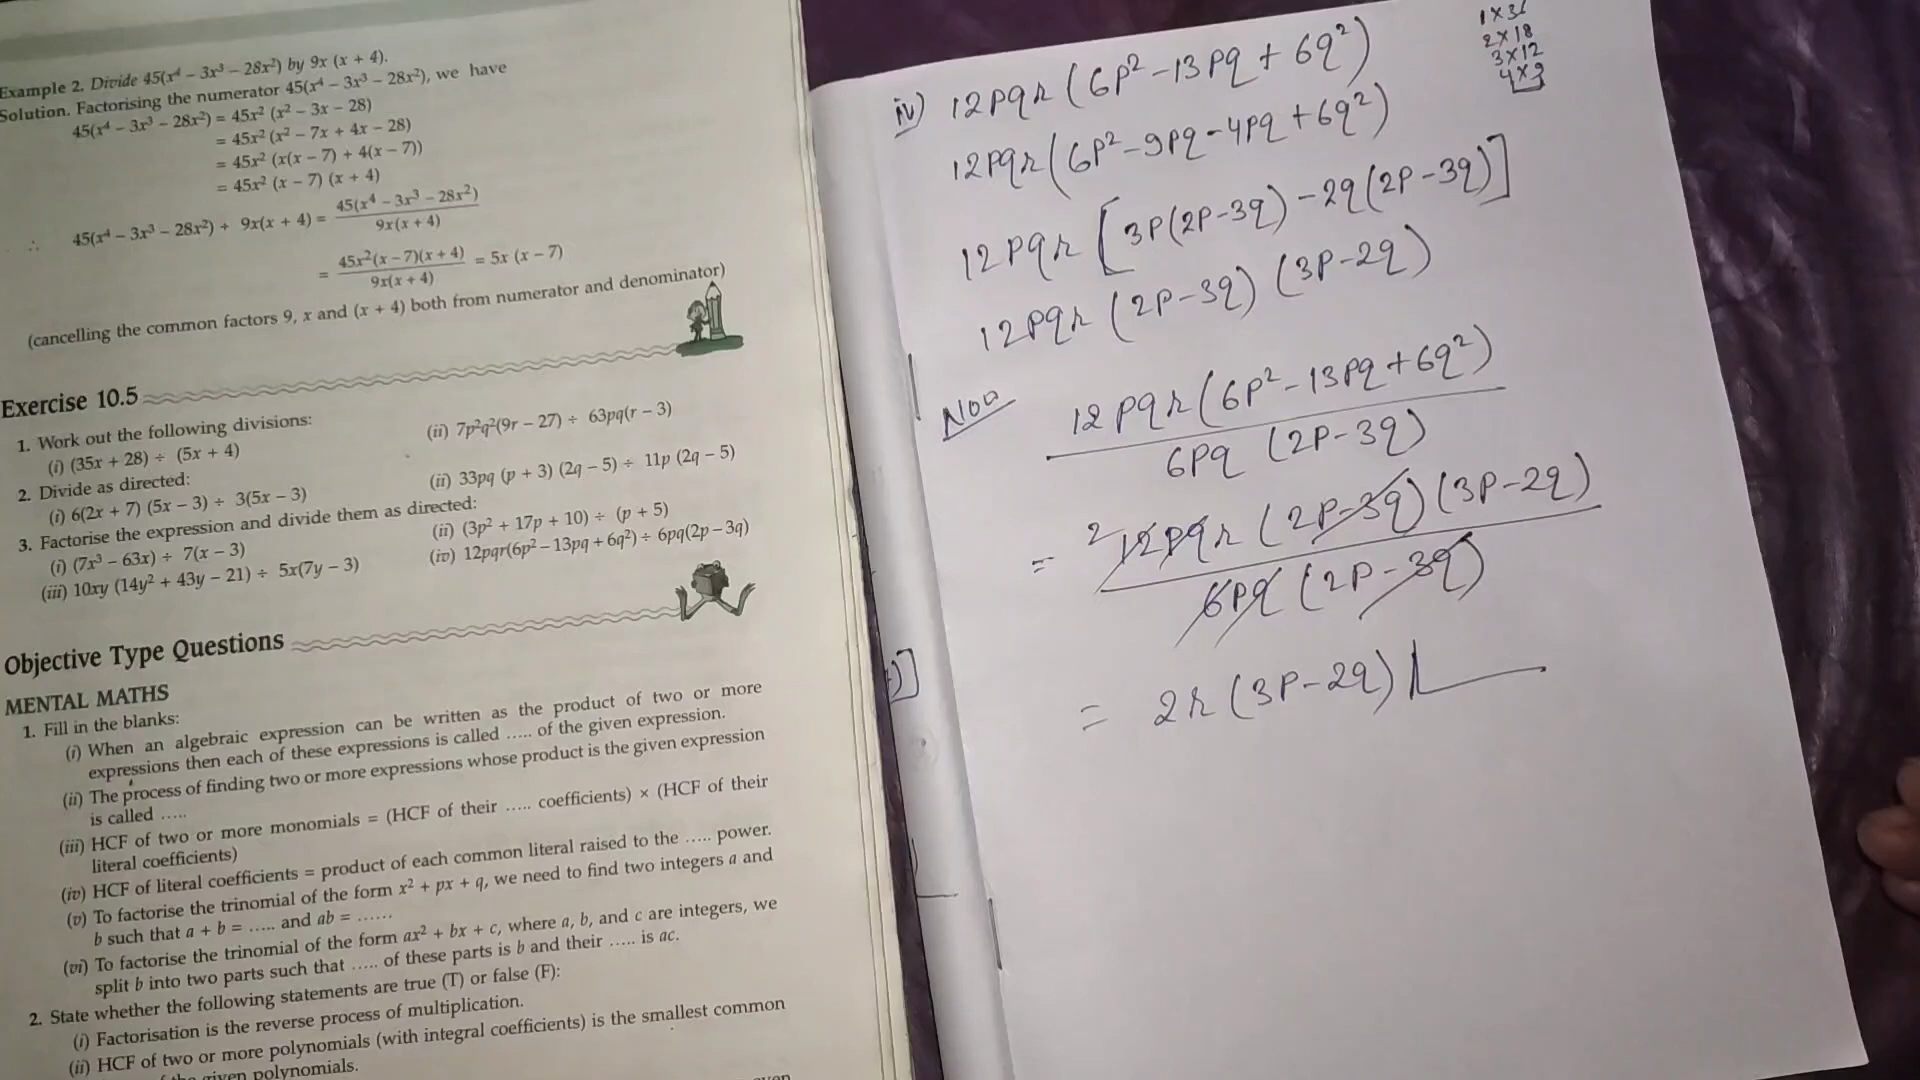 Example 2. Divide 45(x⁴ – 3x³ – 28x²) by 9x (x + 4).
Solution. Factorising the numerator 45(x⁴ – 3x³ – 28x²), we have
45(x⁴ – 3x³ – 28x²) = 45x² (x² – 3x – 28)
= 45x² (x² – 7x + 4x – 28)
= 45x² (x(x – 7) + 4(x – 7))
= 45x² (x – 7) (x + 4)
∴ 45(x⁴ – 3x³ – 28x²) ÷ 9x(x + 4) = 45(x⁴ – 3x³ – 28x²) / 9x(x + 4)
= 45x²(x – 7)(x + 4) / 9x(x + 4) = 5x (x – 7)
(cancelling the common factors 9, x and (x + 4) both from numerator and denominator)
Exercise 10.5
1. Work out the following divisions:
(i) (35x + 28) ÷ (5x + 4) (ii) 7p²q²(9r – 27) ÷ 63pq(r – 3)
2. Divide as directed:
(i) 6(2x + 7) (5x – 3) ÷ 3(5x – 3) (ii) 33pq (p + 3) (2q – 5) ÷ 11p (2q – 5)
3. Factorise the expression and divide them as directed:
(i) (7x³ – 63x) ÷ 7(x – 3) (ii) (3p² + 17p + 10) ÷ (p + 5)
(iii) 10xy (14y² + 43y – 21) ÷ 5x(7y – 3) (iv) 12pqr(6p² – 13pq + 6q²) ÷ 6pq(2p – 3q)
Objective Type Questions
MENTAL MATHS
1. Fill in the blanks:
(i) When an algebraic expression can be written as the product of two or more
expressions then each of these expressions is called ..... of the given expression.
(ii) The process of finding two or more expressions whose product is the given expression
is called .....
(iii) HCF of two or more monomials = (HCF of their ..... coefficients) × (HCF of their
literal coefficients)
(iv) HCF of literal coefficients = product of each common literal raised to the ..... power.
(v) To factorise the trinomial of the form x² + px + q, we need to find two integers a and
b such that a + b = ..... and ab = ......
(vi) To factorise the trinomial of the form ax² + bx + c, where a, b, and c are integers, we
split b into two parts such that ..... of these parts is b and their ..... is ac.
2. State whether the following statements are true (T) or false (F):
(i) Factorisation is the reverse process of multiplication.
(ii) HCF of two or more polynomials (with integral coefficients) is the smallest common
given polynomials.
iv) 12pqr (6p² – 13pq + 6q²)
12pqr (6p² – 9pq – 4pq + 6q²)
12pqr [3p(2p – 3q) – 2q(2p – 3q)]
12pqr (2p – 3q) (3p – 2q)
Now 12pqr (6p² – 13pq + 6q²) / 6pq (2p – 3q)
= 2 12pqr (2p – 3q) (3p – 2q) / 6pq (2p – 3q)
= 2r (3p – 2q)
1 × 36
2 × 18
3 × 12
4 × 9